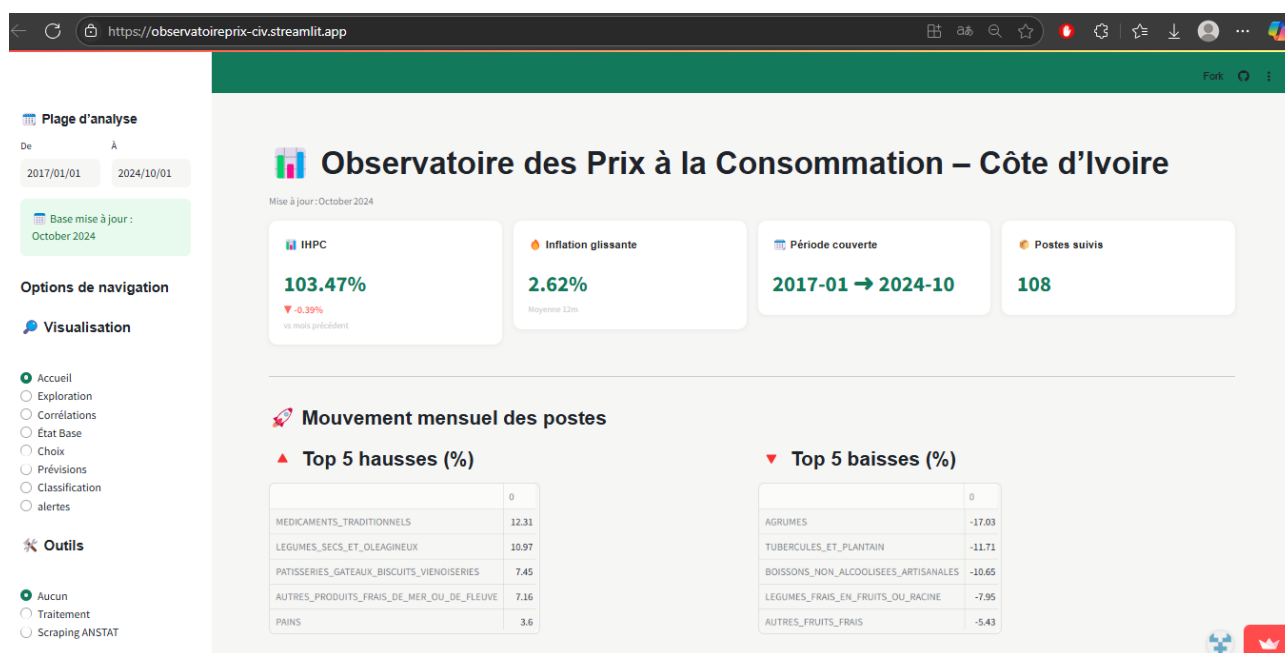 https://observatoireprix-civ.streamlit.app
Fork
Plage d'analyse
De À
2017/01/01 2024/10/01
Base mise à jour :
October 2024
Options de navigation
Visualisation
Accueil
Exploration
Corrélations
État Base
Choix
Prévisions
Classification
alertes
Outils
Aucun
Traitement
Scraping ANSTAT
Observatoire des Prix à la Consommation – Côte d'Ivoire
Mise à jour : October 2024
IHPC
103.47%
▼ -0.39%
vs mois précédent
Inflation glissante
2.62%
Moyenne 12m
Période couverte
2017-01 ➜ 2024-10
Postes suivis
108
Mouvement mensuel des postes
Top 5 hausses (%)
0
MEDICAMENTS_TRADITIONNELS 12.31
LEGUMES_SECS_ET_OLEAGINEUX 10.97
PATISSERIES_GATEAUX_BISCUITS_VIENOISERIES 7.45
AUTRES_PRODUITS_FRAIS_DE_MER_OU_DE_FLEUVE 7.16
PAINS 3.6
Top 5 baisses (%)
0
AGRUMES -17.03
TUBERCULES_ET_PLANTAIN -11.71
BOISSONS_NON_ALCOOLISEES_ARTISANALES -10.65
LEGUMES_FRAIS_EN_FRUITS_OU_RACINE -7.95
AUTRES_FRUITS_FRAIS -5.43